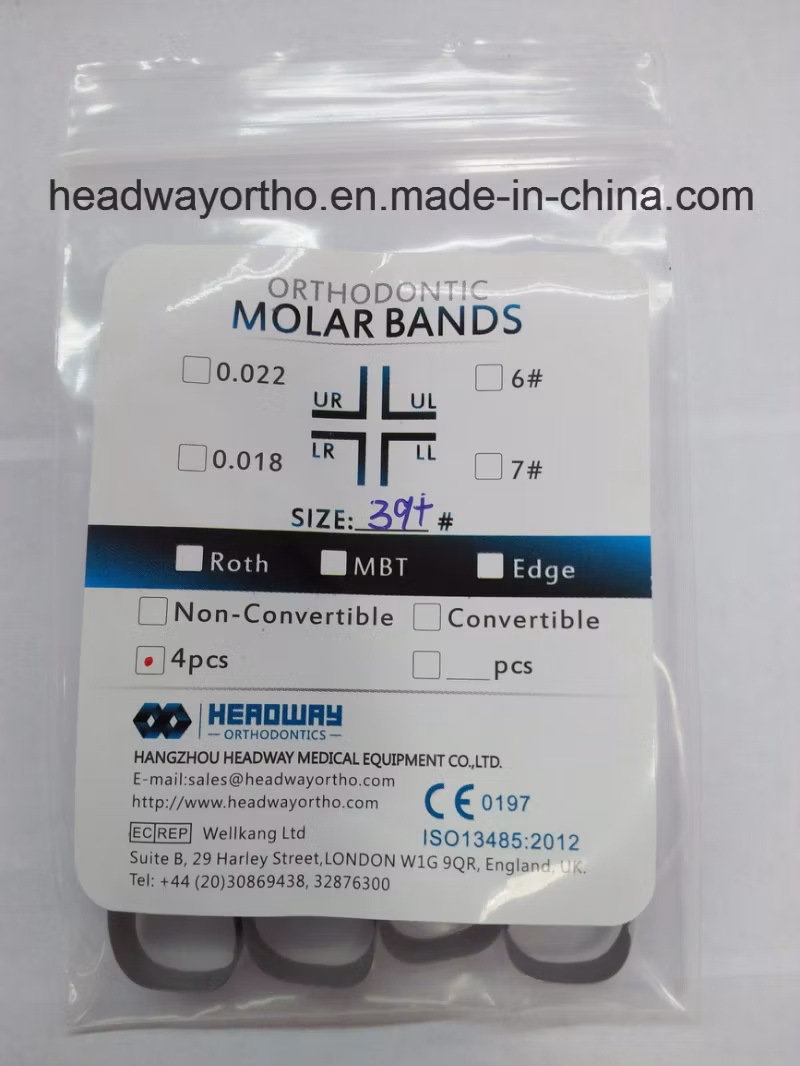 headwayortho.en.made-in-china.com
ORTHODONTIC
MOLAR BANDS
0.022
UR UL
6#
0.018
LR LL
7#
SIZE: 39+ #
Roth MBT Edge
Non-Convertible Convertible
4pcs ___pcs
HEADWAY
ORTHODONTICS
HANGZHOU HEADWAY MEDICAL EQUIPMENT CO.,LTD.
E-mail:sales@headwayortho.com
http://www.headwayortho.com
CE 0197
EC REP Wellkang Ltd
ISO13485:2012
Suite B, 29 Harley Street,LONDON W1G 9QR, England, UK.
Tel: +44 (20)30869438, 32876300